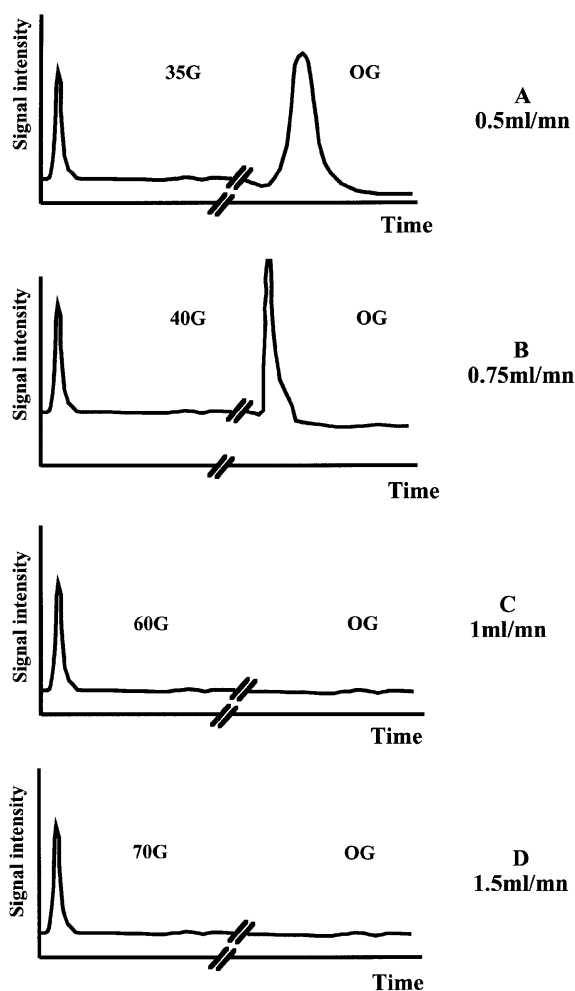 Signal intensity
35G
OG
A
0.5ml/mn
Time
Signal intensity
40G
OG
B
0.75ml/mn
Time
Signal intensity
60G
OG
C
1ml/mn
Time
Signal intensity
70G
OG
D
1.5ml/mn
Time